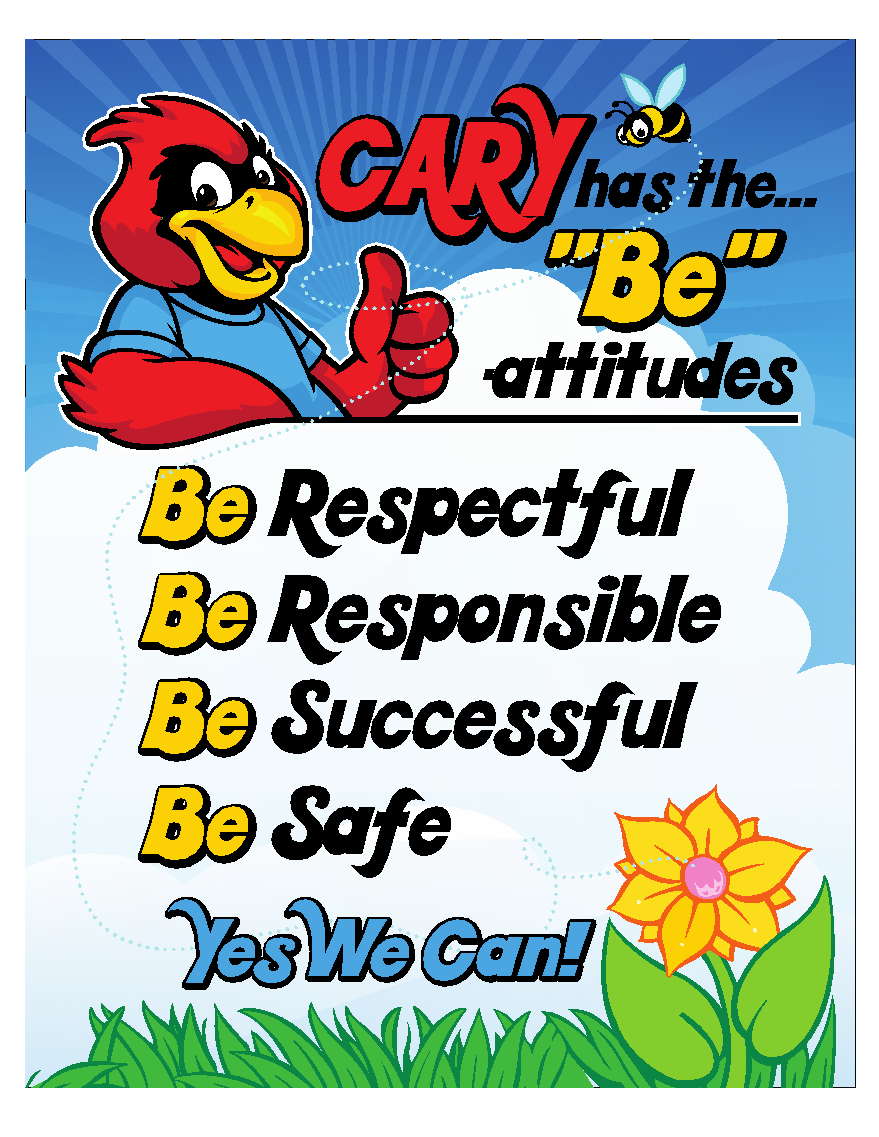 CARY has the...
"Be"
-attitudes
Be Respectful
Be Responsible
Be Successful
Be Safe
Yes We Can!